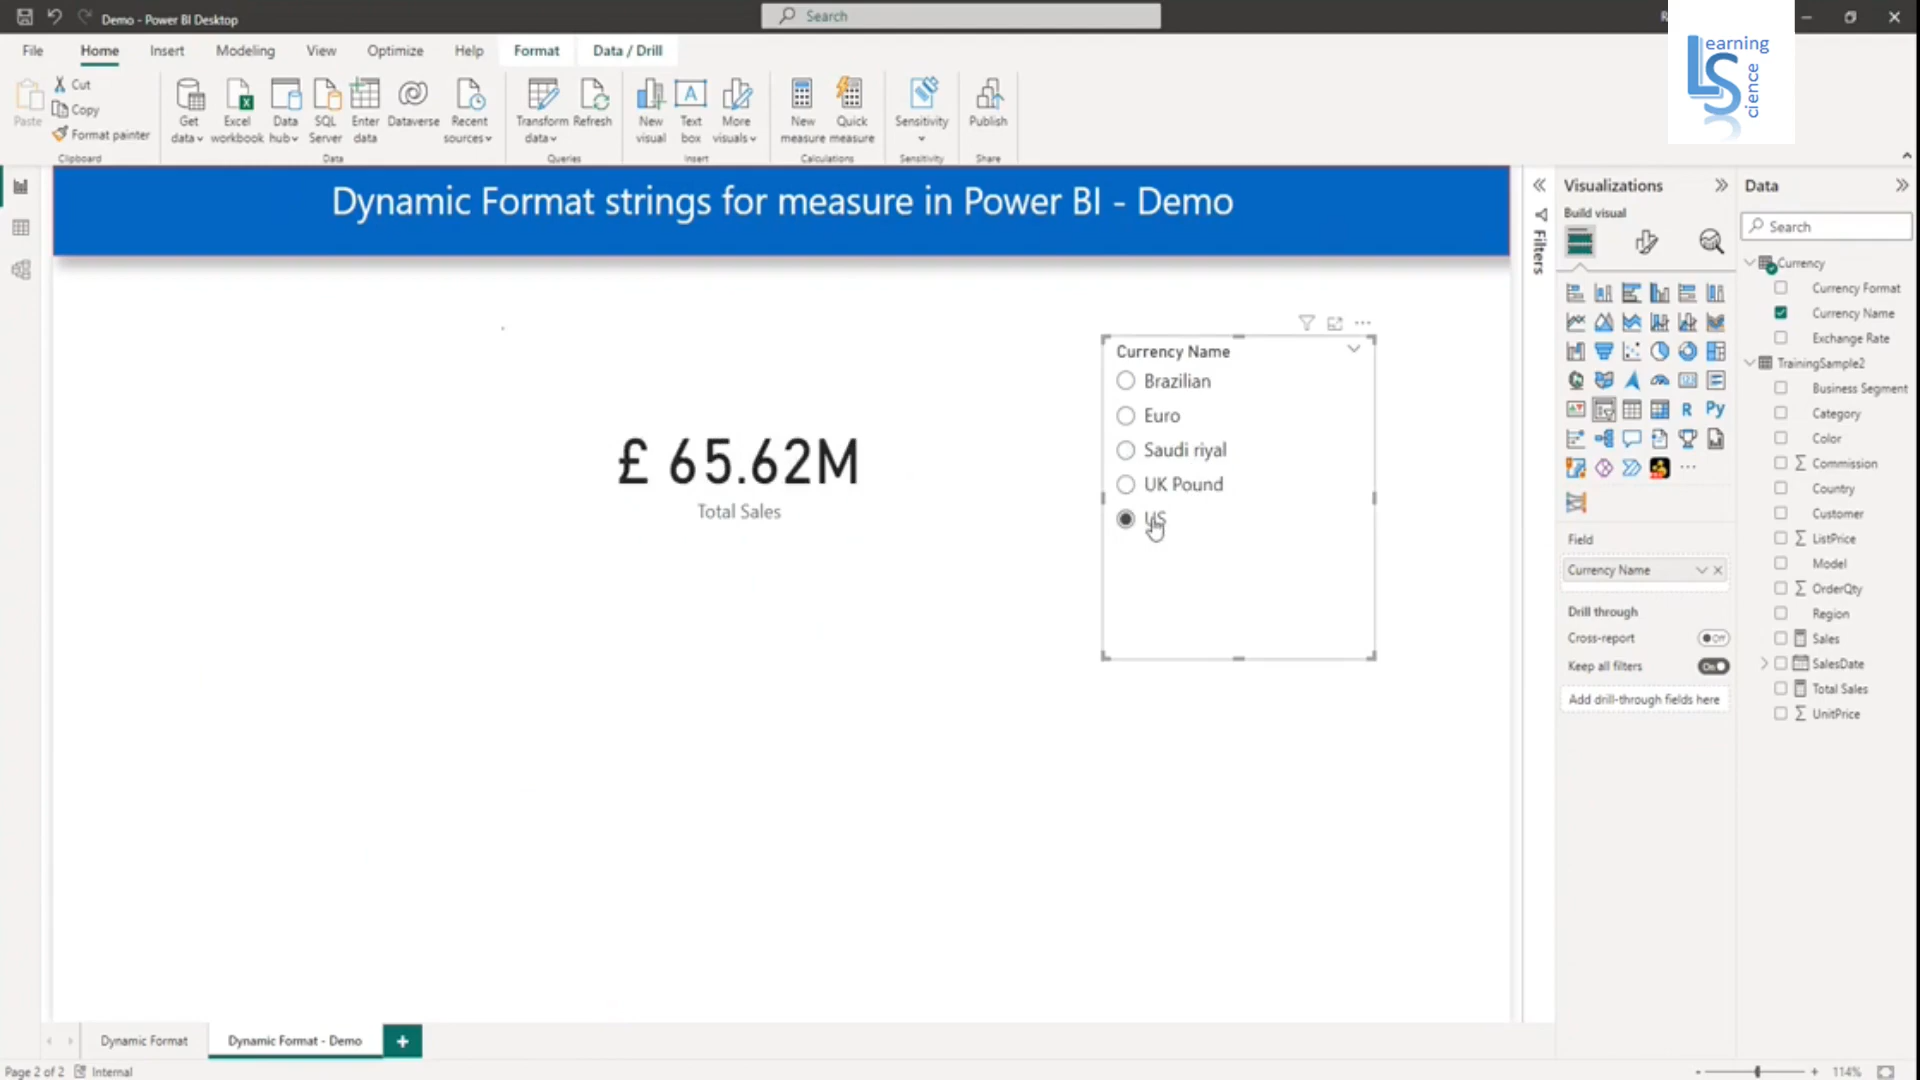 Demo - Power BI Desktop
Search
File
Home
Insert
Modeling
View
Optimize
Help
Format
Data / Drill
Learning
Science
Paste
Cut
Copy
Format painter
Clipboard
Get
data
Excel
workbook
Data
hub
SQL
Server
Enter
data
Dataverse
Recent
sources
Data
Transform
data
Refresh
Queries
New
visual
Text
box
More
visuals
Insert
New
measure
Quick
measure
Calculations
Sensitivity
Sensitivity
Publish
Share
Dynamic Format strings for measure in Power BI - Demo
£ 65.62M
Total Sales
Currency Name
Brazilian
Euro
Saudi riyal
UK Pound
US
Filters
Visualizations
Build visual
R
Py
Field
Currency Name
Drill through
Cross-report
Off
Keep all filters
On
Add drill-through fields here
Data
Search
Currency
Currency Format
Currency Name
Exchange Rate
TrainingSample2
Business Segment
Category
Color
Commission
Country
Customer
ListPrice
Model
OrderQty
Region
Sales
SalesDate
Total Sales
UnitPrice
Dynamic Format
Dynamic Format - Demo
Page 2 of 2
Internal
114%